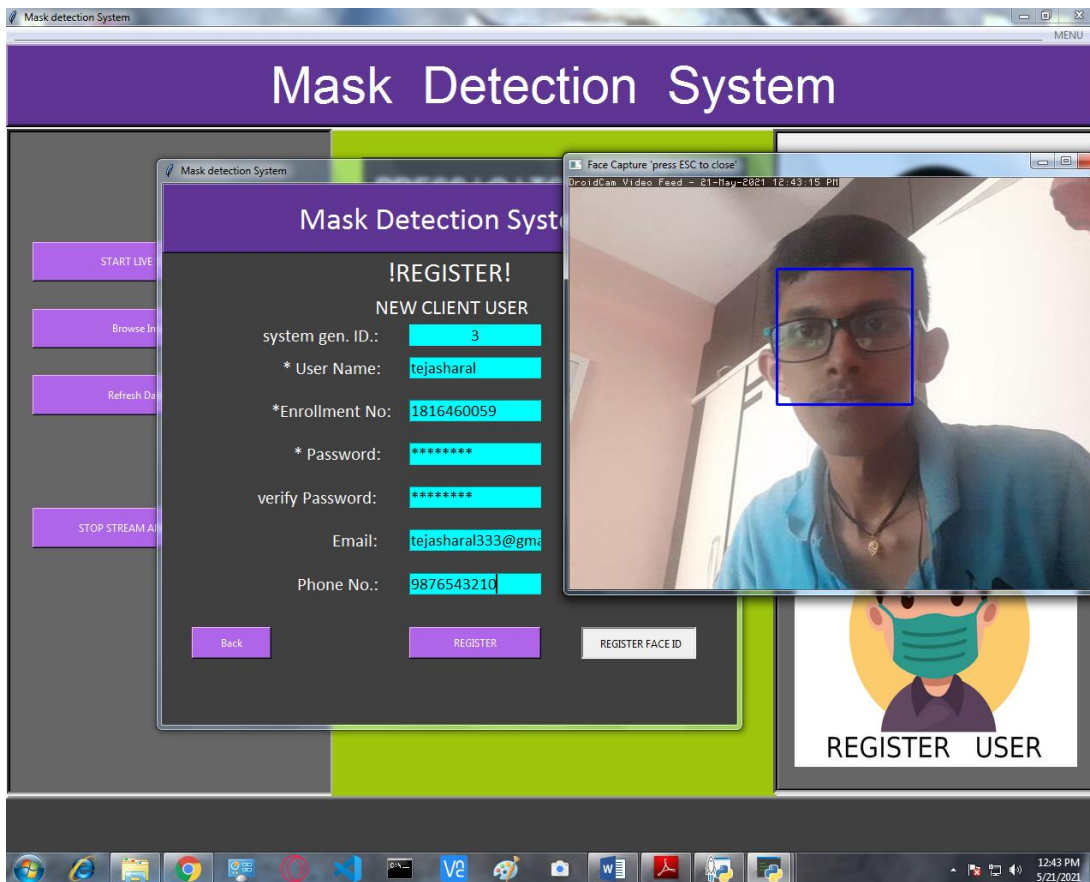 Mask detection System
MENU
Mask Detection System
START LIVE
Browse
Refresh
STOP STREAM
Mask detection System
Mask Detection
!REGISTER!
NEW CLIENT USER
system gen. ID.: 3
* User Name: tejasharal
*Enrollment No: 1816460059
* Password: ********
verify Password: ********
Email: tejasharal333@gma
Phone No.: 9876543210
Back
REGISTER
REGISTER FACE ID
Face Capture 'press ESC to close'
DroidCam Video Feed - 21-May-2021 12:43:15 PM
REGISTER USER
12:43 PM
5/21/2021